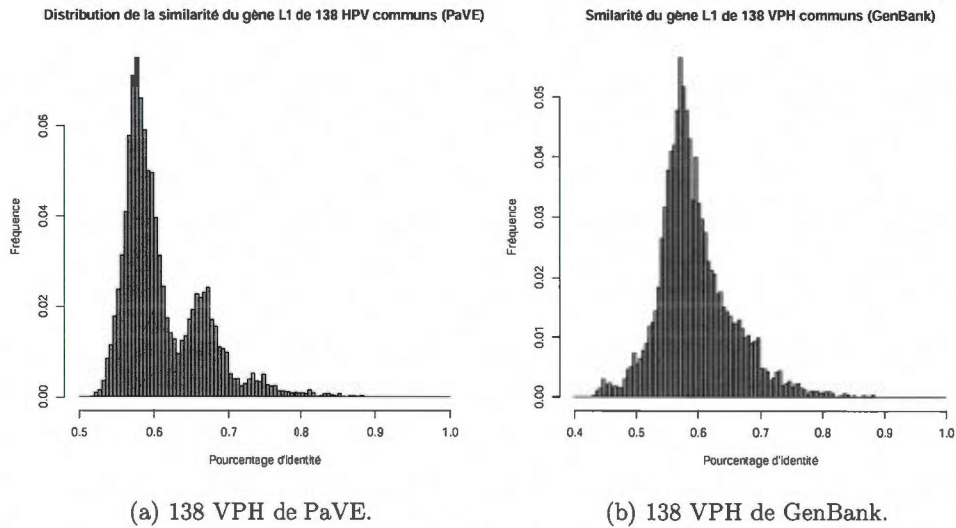 Distribution de la similarité du gène L1 de 138 HPV communs (PaVE)
Fréquence
0.00
0.02
0.04
0.06
0.5
0.6
0.7
0.8
0.9
1.0
Pourcentage d'identité
(a) 138 VPH de PaVE.
Smilarité du gène L1 de 138 VPH communs (GenBank)
Fréquence
0.00
0.01
0.02
0.03
0.04
0.05
0.4
0.5
0.6
0.7
0.8
0.9
1.0
Pourcentage d'identité
(b) 138 VPH de GenBank.